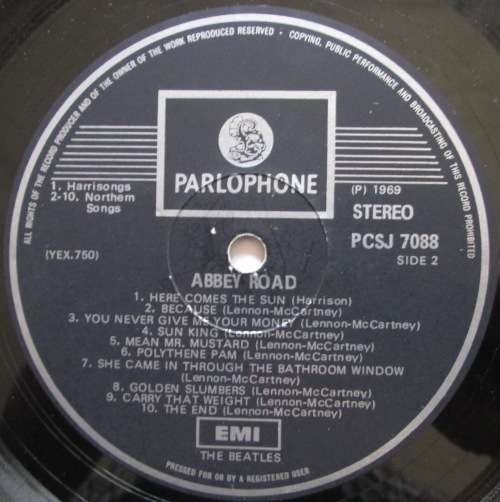 ALL RIGHTS OF THE RECORD PRODUCER AND OF THE OWNER OF THE WORK REPRODUCED RESERVED • COPYING, PUBLIC PERFORMANCE AND BROADCASTING OF THIS RECORD PROHIBITED
PARLOPHONE
1. Harrisongs
2-10. Northern
Songs
(P) 1969
STEREO
PCSJ 7088
SIDE 2
(YEX.750)
ABBEY ROAD
1. HERE COMES THE SUN (Harrison)
2. BECAUSE (Lennon-McCartney)
3. YOU NEVER GIVE ME YOUR MONEY (Lennon-McCartney)
4. SUN KING (Lennon-McCartney)
5. MEAN MR. MUSTARD (Lennon-McCartney)
6. POLYTHENE PAM (Lennon-McCartney)
7. SHE CAME IN THROUGH THE BATHROOM WINDOW
(Lennon-McCartney)
8. GOLDEN SLUMBERS (Lennon-McCartney)
9. CARRY THAT WEIGHT (Lennon-McCartney)
10. THE END (Lennon-McCartney)
EMI
THE BEATLES
PRESSED FOR OR BY A REGISTERED USER